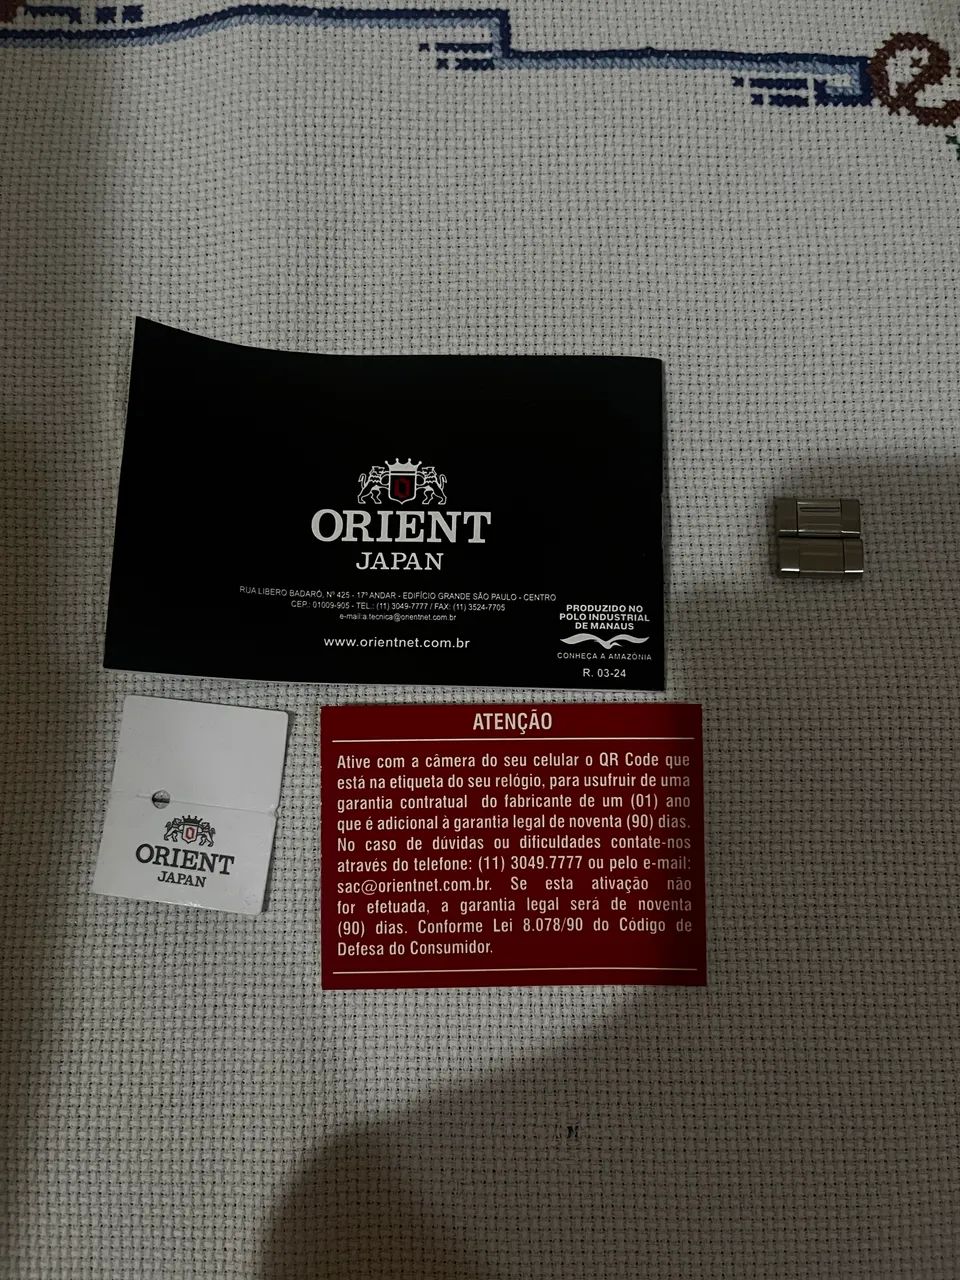 ORIENT
JAPAN
RUA LIBERO BADARÓ, Nº 425 - 17º ANDAR - EDIFÍCIO GRANDE SÃO PAULO - CENTRO
CEP.: 01009-905 - TEL.: (11) 3049-7777 / FAX: (11) 3524-7705
e-mail:a.tecnica@orientnet.com.br
www.orientnet.com.br
PRODUZIDO NO
POLO INDUSTRIAL
DE MANAUS
CONHEÇA A AMAZÔNIA
R. 03-24
ORIENT
JAPAN
ATENÇÃO
Ative com a câmera do seu celular o QR Code que
está na etiqueta do seu relógio, para usufruir de uma
garantia contratual do fabricante de um (01) ano
que é adicional à garantia legal de noventa (90) dias.
No caso de dúvidas ou dificuldades contate-nos
através do telefone: (11) 3049.7777 ou pelo e-mail:
sac@orientnet.com.br. Se esta ativação não
for efetuada, a garantia legal será de noventa
(90) dias. Conforme Lei 8.078/90 do Código de
Defesa do Consumidor.